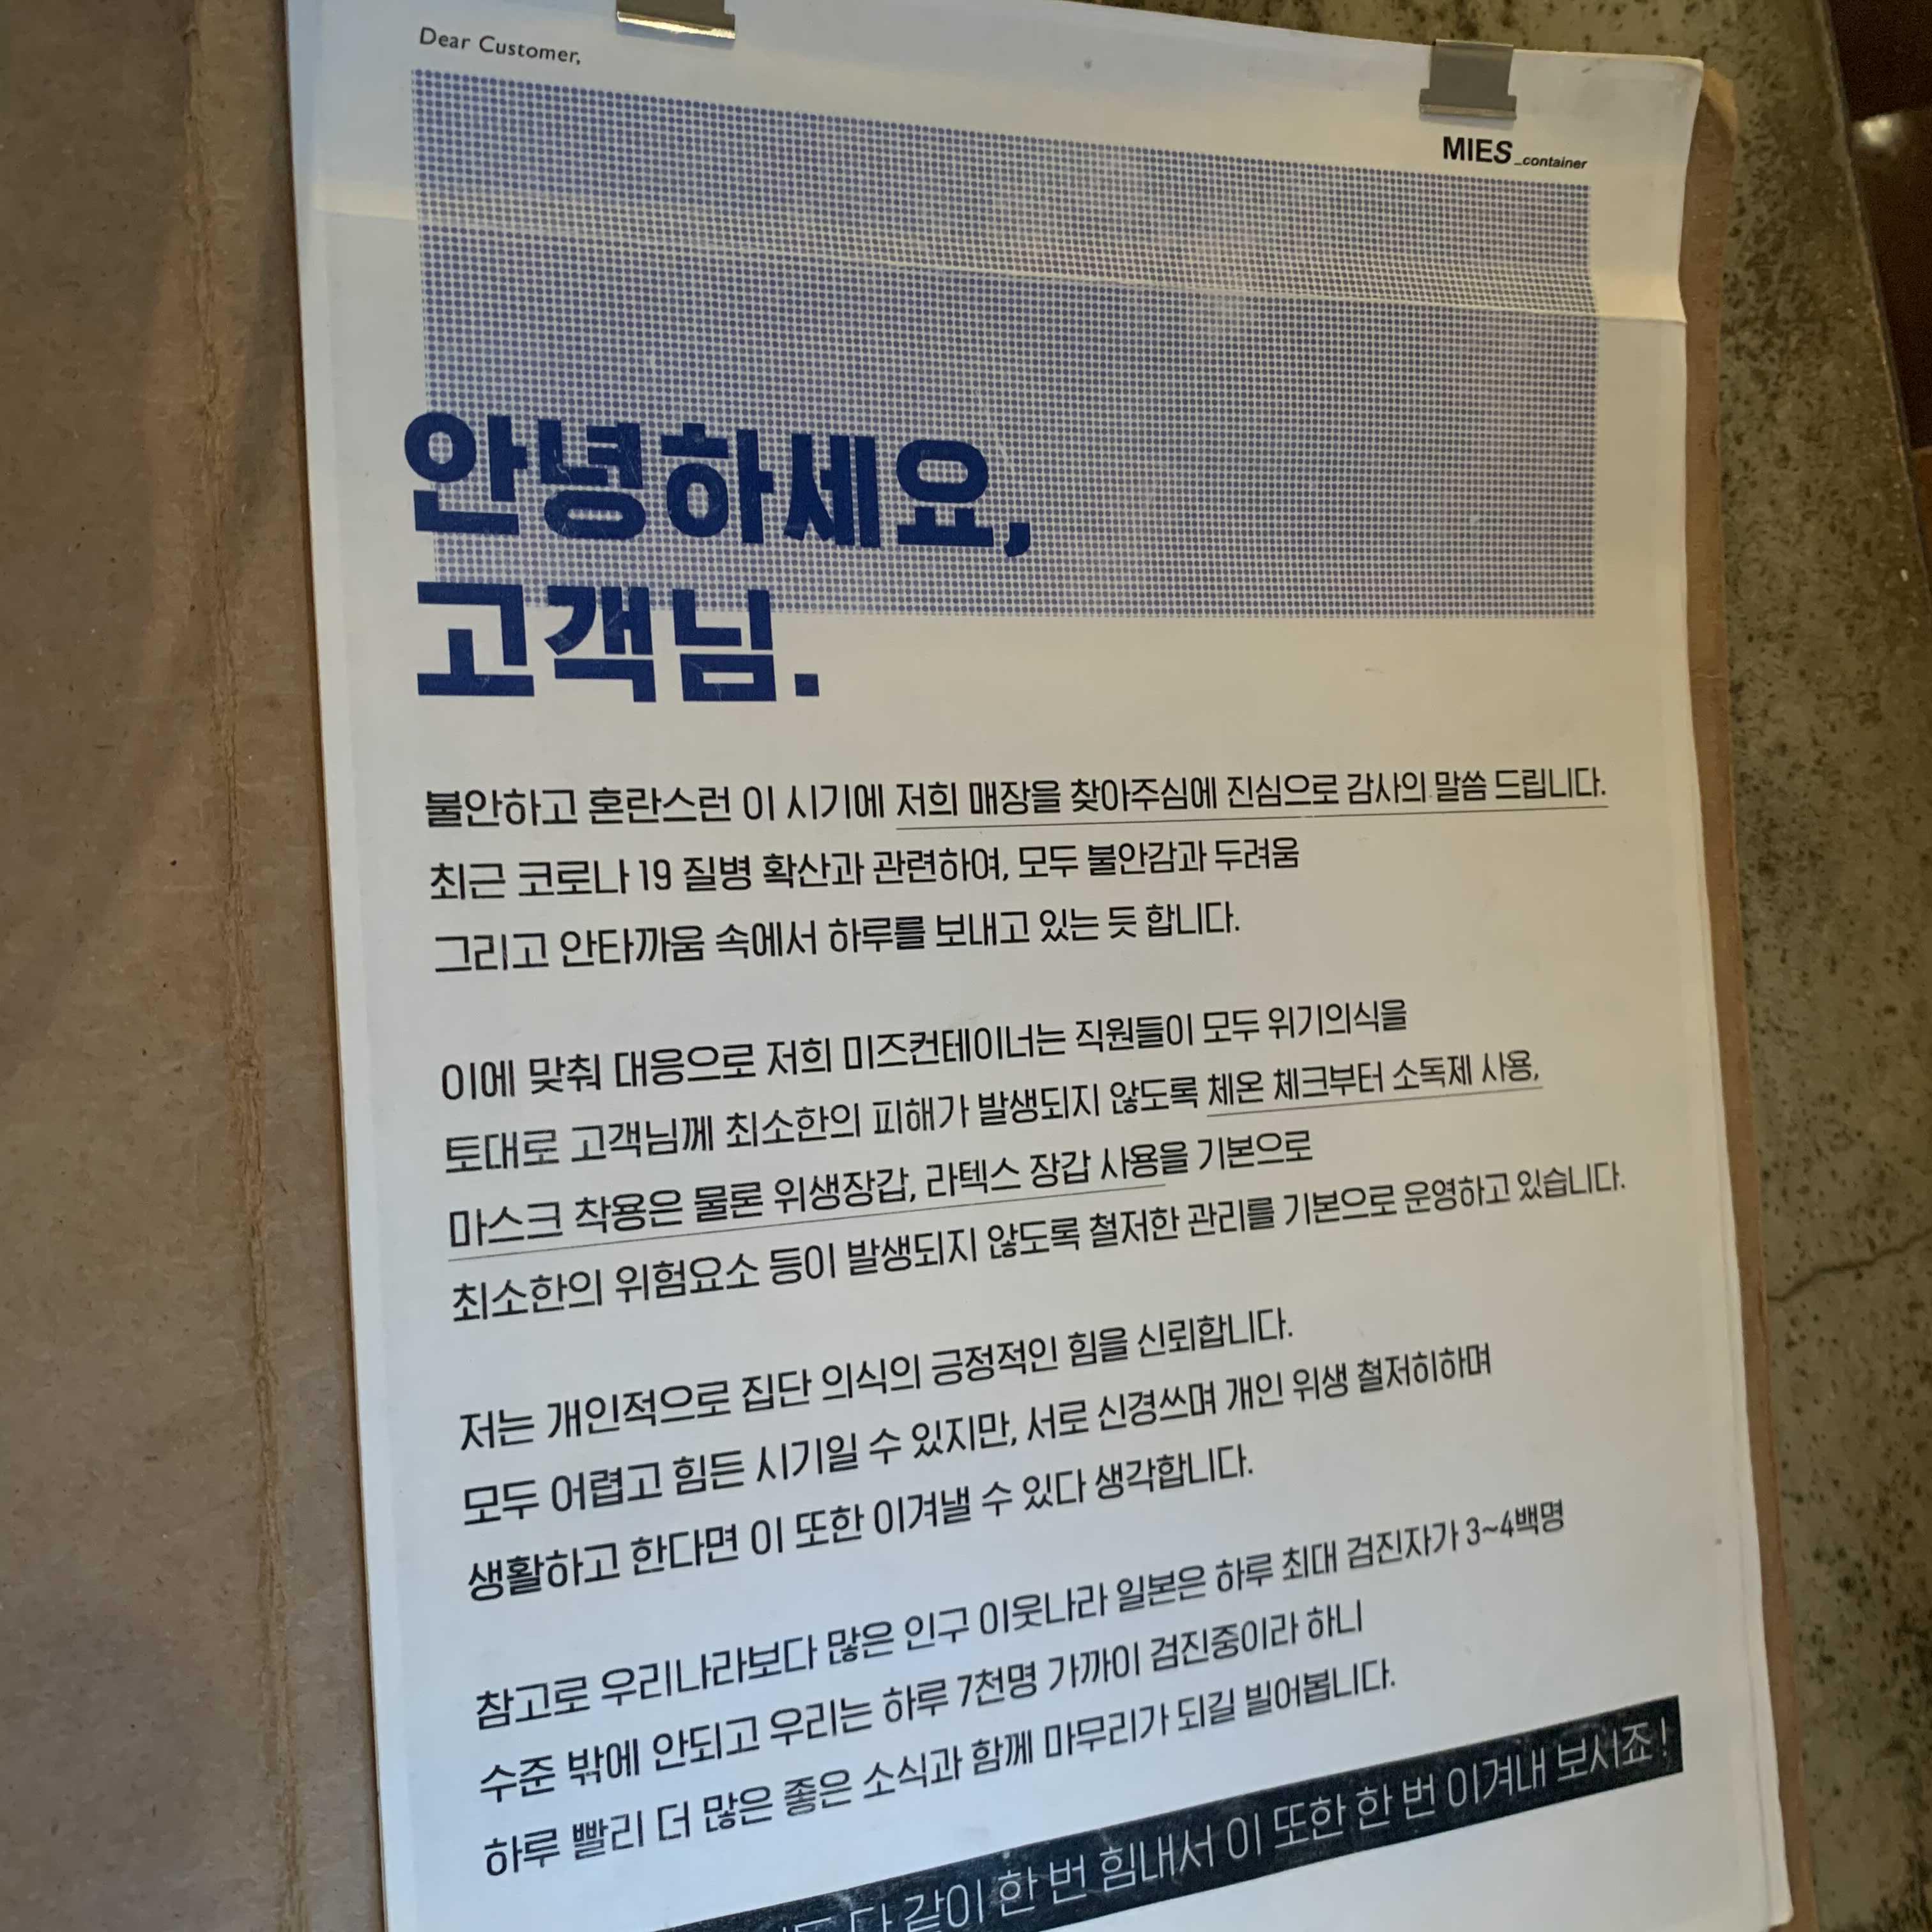 Dear Customer,
MIES_container
안녕하세요,
고객님.
불안하고 혼란스런 이 시기에 저희 매장을 찾아주심에 진심으로 감사의 말씀 드립니다.
최근 코로나 19 질병 확산과 관련하여, 모두 불안감과 두려움
그리고 안타까움 속에서 하루를 보내고 있는 듯 합니다.
이에 맞춰 대응으로 저희 미즈컨테이너는 직원들이 모두 위기의식을
토대로 고객님께 최소한의 피해가 발생되지 않도록 체온 체크부터 소독제 사용,
마스크 착용은 물론 위생장갑, 라텍스 장갑 사용을 기본으로
최소한의 위험요소 등이 발생되지 않도록 철저한 관리를 기본으로 운영하고 있습니다.
저는 개인적으로 집단 의식의 긍정적인 힘을 신뢰합니다.
모두 어렵고 힘든 시기일 수 있지만, 서로 신경쓰며 개인 위생 철저히하며
생활하고 한다면 이 또한 이겨낼 수 있다 생각합니다.
참고로 우리나라보다 많은 인구 이웃나라 일본은 하루 최대 검진자가 3~4백명
수준 밖에 안되고 우리는 하루 7천명 가까이 검진중이라 하니
하루 빨리 더 많은 좋은 소식과 함께 마무리가 되길 빌어봅니다.
다 같이 한 번 힘내서 이 또한 한 번 이겨내 보시죠!